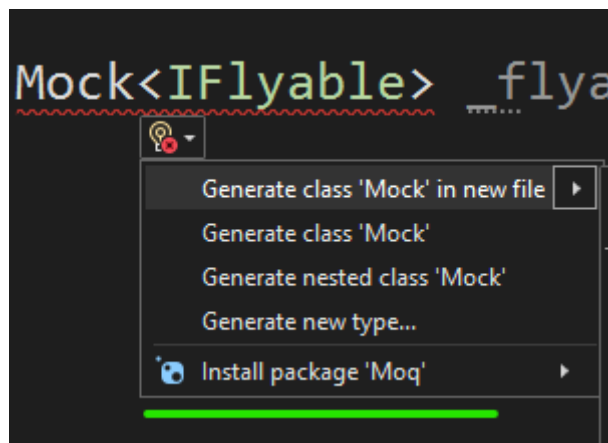 Mock<IFlyable> _flya
Generate class 'Mock' in new file
Generate class 'Mock'
Generate nested class 'Mock'
Generate new type...
Install package 'Moq'